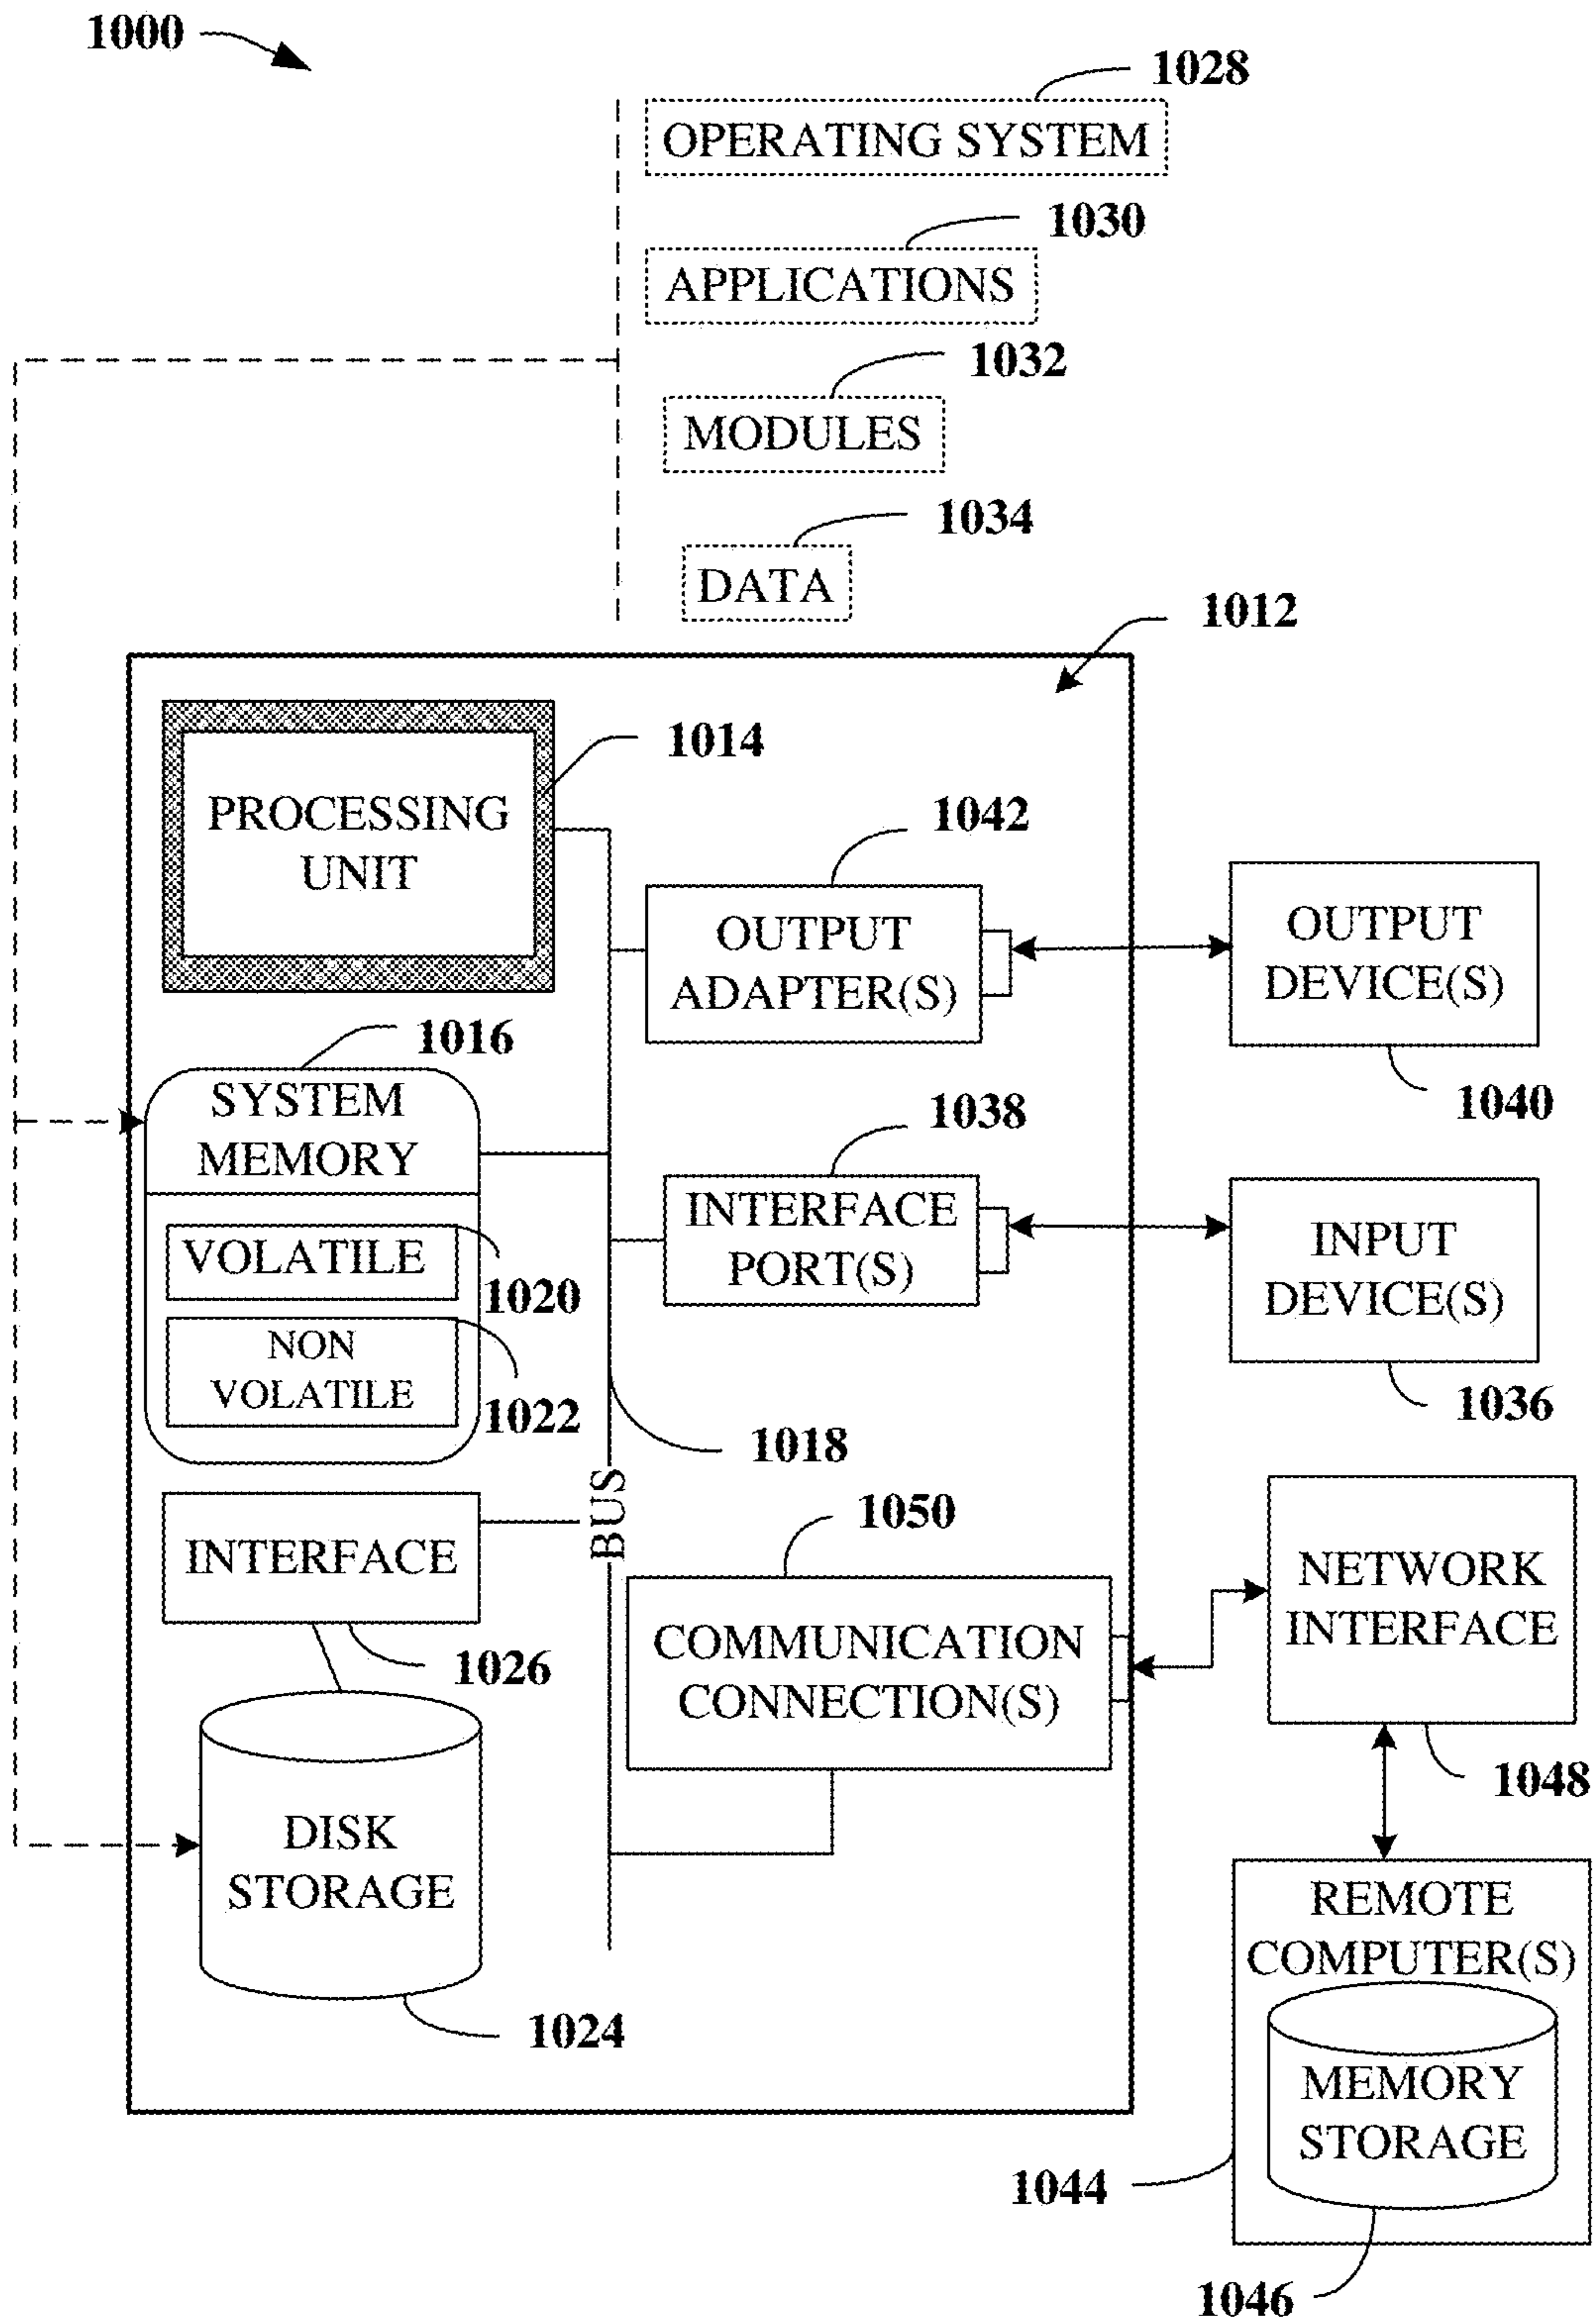 1000
1028
OPERATING SYSTEM
1030
APPLICATIONS
1032
MODULES
1034
DATA
1012
1014
PROCESSING
UNIT
1042
OUTPUT
ADAPTER(S)
OUTPUT
DEVICE(S)
1040
1016
SYSTEM
MEMORY
1038
INTERFACE
PORT(S)
INPUT
DEVICE(S)
1036
VOLATILE
1020
NON
VOLATILE
1022
1018
BUS
INTERFACE
1026
1050
COMMUNICATION
CONNECTION(S)
NETWORK
INTERFACE
1048
DISK
STORAGE
1024
REMOTE
COMPUTER(S)
MEMORY
STORAGE
1044
1046